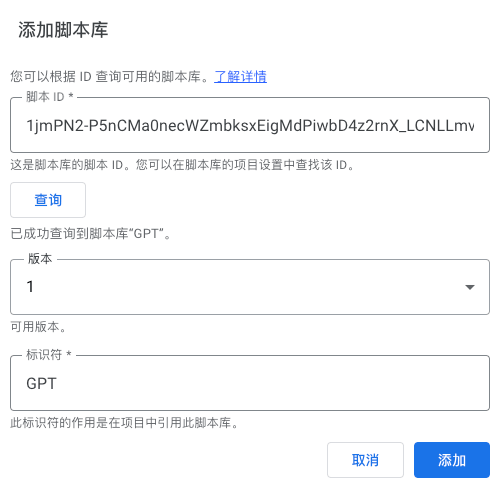 添加脚本库
您可以根据 ID 查询可用的脚本库。了解详情
脚本 ID *
1jmPN2-P5nCMa0necWZmbksxEigMdPiwbD4z2rnX_LCNLLmv
这是脚本库的脚本 ID。您可以在脚本库的项目设置中查找该 ID。
查询
已成功查询到脚本库“GPT”。
版本
1
可用版本。
标识符 *
GPT
此标识符的作用是在项目中引用此脚本库。
取消 添加